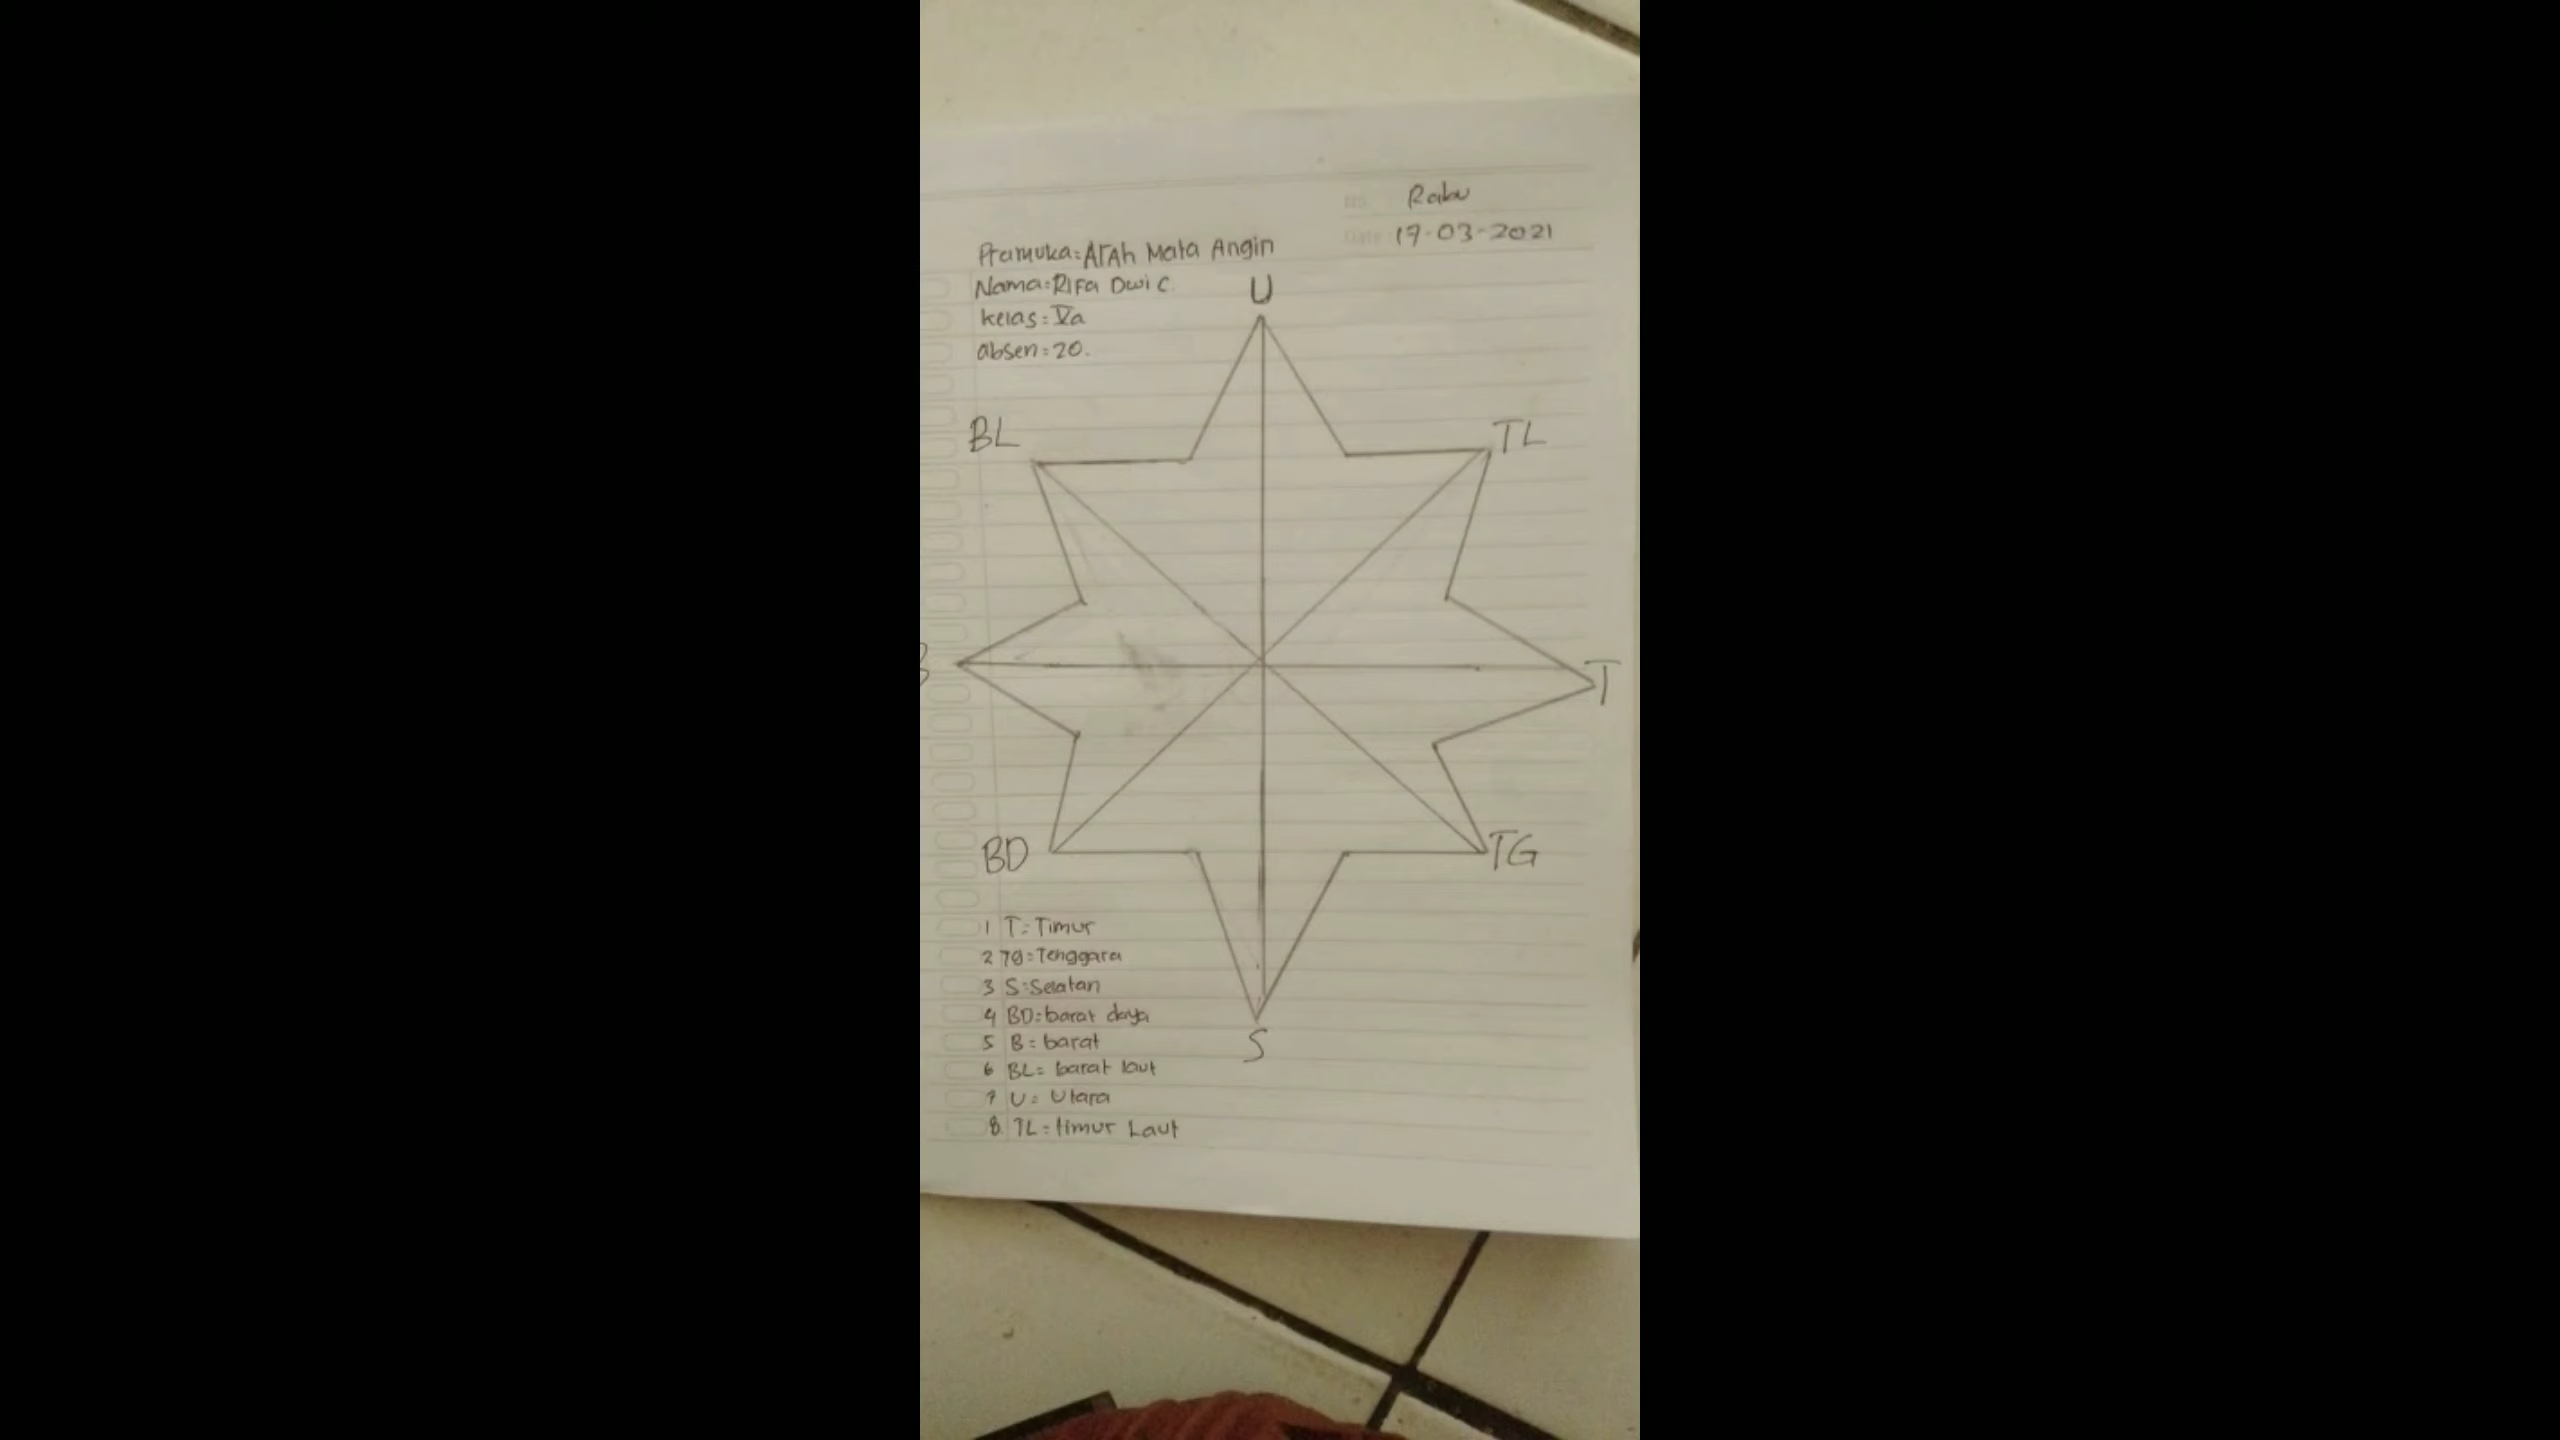 No. Rabu
Date: 17-03-2021
Pramuka=Arah Mata Angin
Nama=Rifa Dwi C.
kelas=Va
absen=20.
U
BL
TL
B
T
BD
TG
S
1 T=Timur
2 TG=Tenggara
3 S=Selatan
4 BD=barat daya
5 B=barat
6 BL=barat laut
7 U=Utara
8. TL=timur Laut